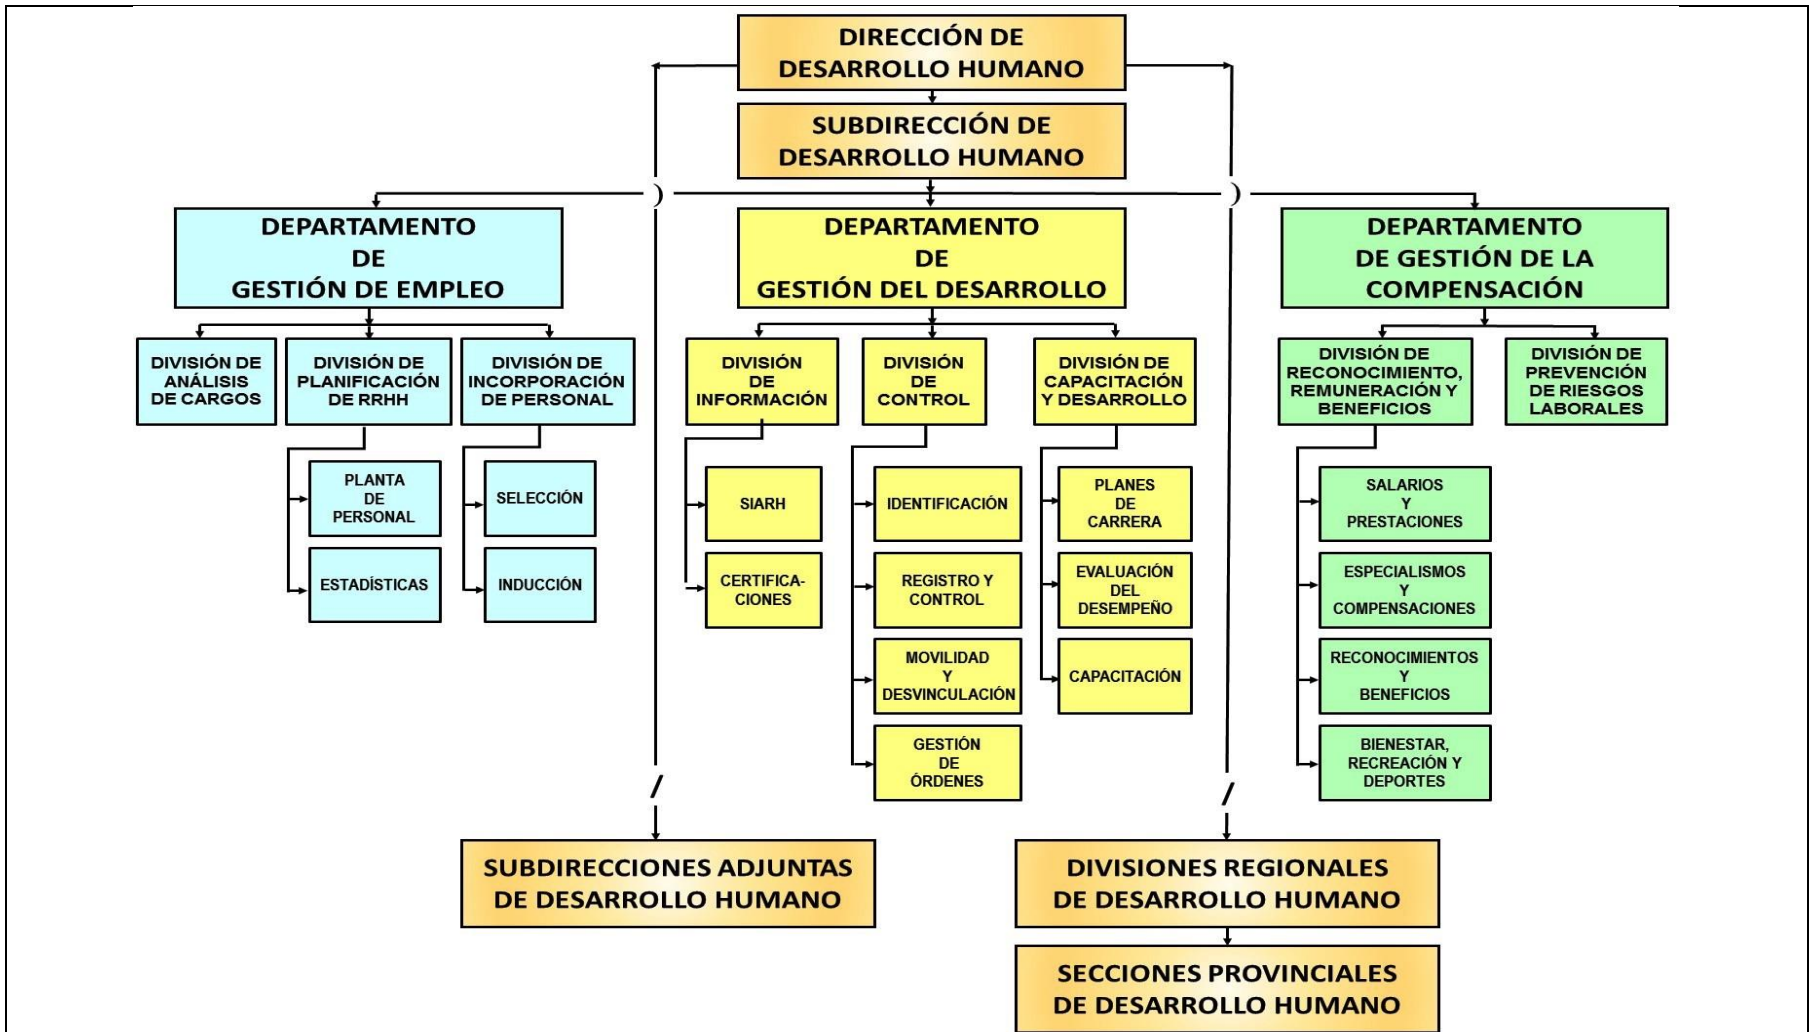 DIRECCIÓN DE
DESARROLLO HUMANO
SUBDIRECCIÓN DE
DESARROLLO HUMANO
DEPARTAMENTO
DE
GESTIÓN DE EMPLEO
DEPARTAMENTO
DE
GESTIÓN DEL DESARROLLO
DEPARTAMENTO
DE GESTIÓN DE LA
COMPENSACIÓN
DIVISIÓN DE
ANÁLISIS
DE CARGOS
DIVISIÓN DE
PLANIFICACIÓN
DE RRHH
DIVISIÓN DE
INCORPORACIÓN
DE PERSONAL
DIVISIÓN
DE
INFORMACIÓN
DIVISIÓN
DE
CONTROL
DIVISIÓN DE
CAPACITACIÓN
Y DESARROLLO
DIVISIÓN DE
RECONOCIMIENTO,
REMUNERACIÓN Y
BENEFICIOS
DIVISIÓN DE
PREVENCIÓN
DE RIESGOS
LABORALES
PLANTA
DE
PERSONAL
ESTADÍSTICAS
SELECCIÓN
INDUCCIÓN
SIARH
CERTIFICA-
CIONES
IDENTIFICACIÓN
REGISTRO Y
CONTROL
MOVILIDAD
Y
DESVINCULACIÓN
GESTIÓN
DE
ÓRDENES
PLANES
DE
CARRERA
EVALUACIÓN
DEL
DESEMPEÑO
CAPACITACIÓN
SALARIOS
Y
PRESTACIONES
ESPECIALISMOS
Y
COMPENSACIONES
RECONOCIMIENTOS
Y
BENEFICIOS
BIENESTAR,
RECREACIÓN Y
DEPORTES
SUBDIRECCIONES ADJUNTAS
DE DESARROLLO HUMANO
DIVISIONES REGIONALES
DE DESARROLLO HUMANO
SECCIONES PROVINCIALES
DE DESARROLLO HUMANO